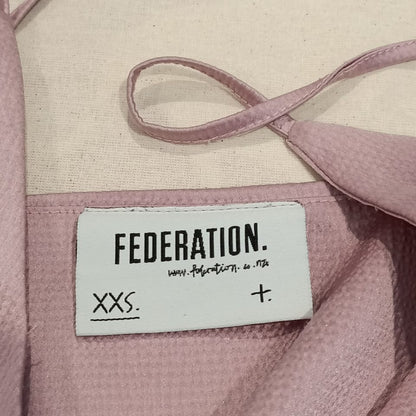 FEDERATION.
www.federation.co.nz
XXS. +.